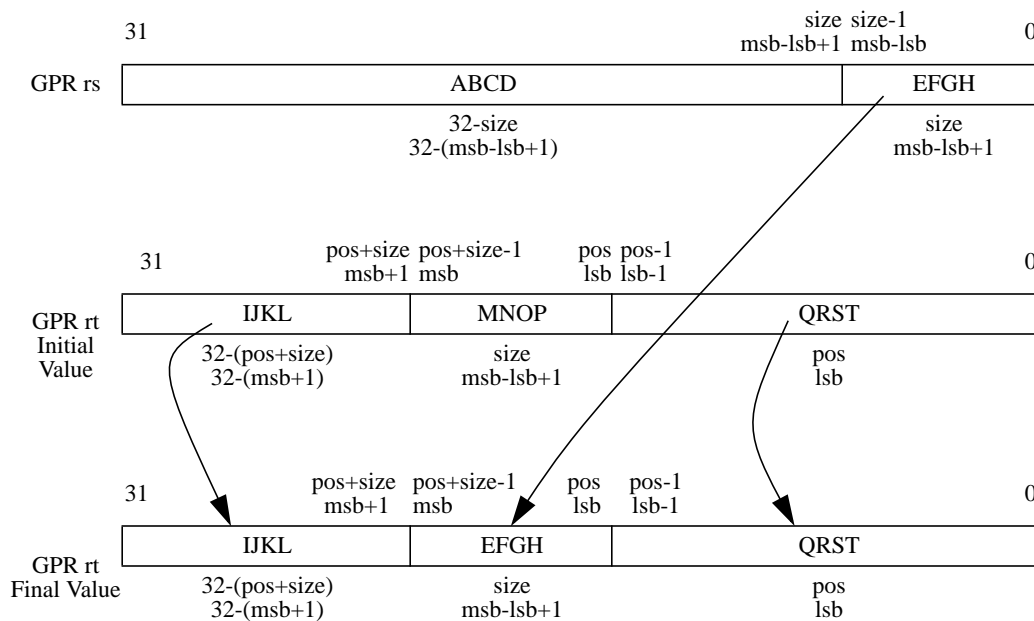 31 size size-1 0
msb-lsb+1 msb-lsb
GPR rs ABCD EFGH
32-size size
32-(msb-lsb+1) msb-lsb+1
31 pos+size pos+size-1 pos pos-1 0
msb+1 msb lsb lsb-1
GPR rt IJKL MNOP QRST
Initial
Value
32-(pos+size) size pos
32-(msb+1) msb-lsb+1 lsb
31 pos+size pos+size-1 pos pos-1 0
msb+1 msb lsb lsb-1
IJKL EFGH QRST
GPR rt
Final Value
32-(pos+size) size pos
32-(msb+1) msb-lsb+1 lsb